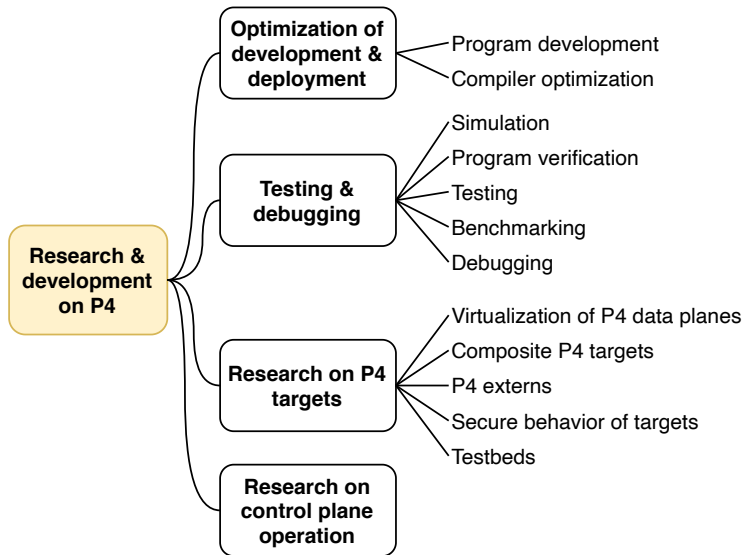 Research &
development
on P4
Optimization of
development &
deployment
Program development
Compiler optimization
Testing &
debugging
Simulation
Program verification
Testing
Benchmarking
Debugging
Research on P4
targets
Virtualization of P4 data planes
Composite P4 targets
P4 externs
Secure behavior of targets
Testbeds
Research on
control plane
operation